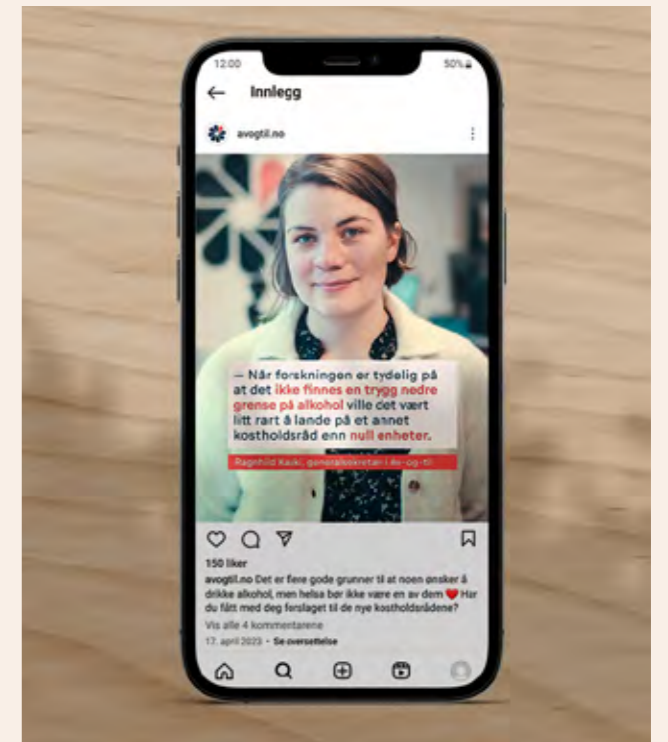 12:00 50%
Innlegg
avogtil.no
– Når forskningen er tydelig på
at det ikke finnes en trygg nedre
grense på alkohol ville det vært
litt rart å lande på et annet
kostholdsråd enn null enheter.
Ragnhild Kaski, generalsekretær i Av-og-til
150 liker
avogtil.no Det er flere gode grunner til at noen ønsker å
drikke alkohol, men helsa bør ikke være en av dem ❤️ Har
du fått med deg forslaget til de nye kostholdsrådene?
Vis alle 4 kommentarene
17. april 2023 • Se oversettelse